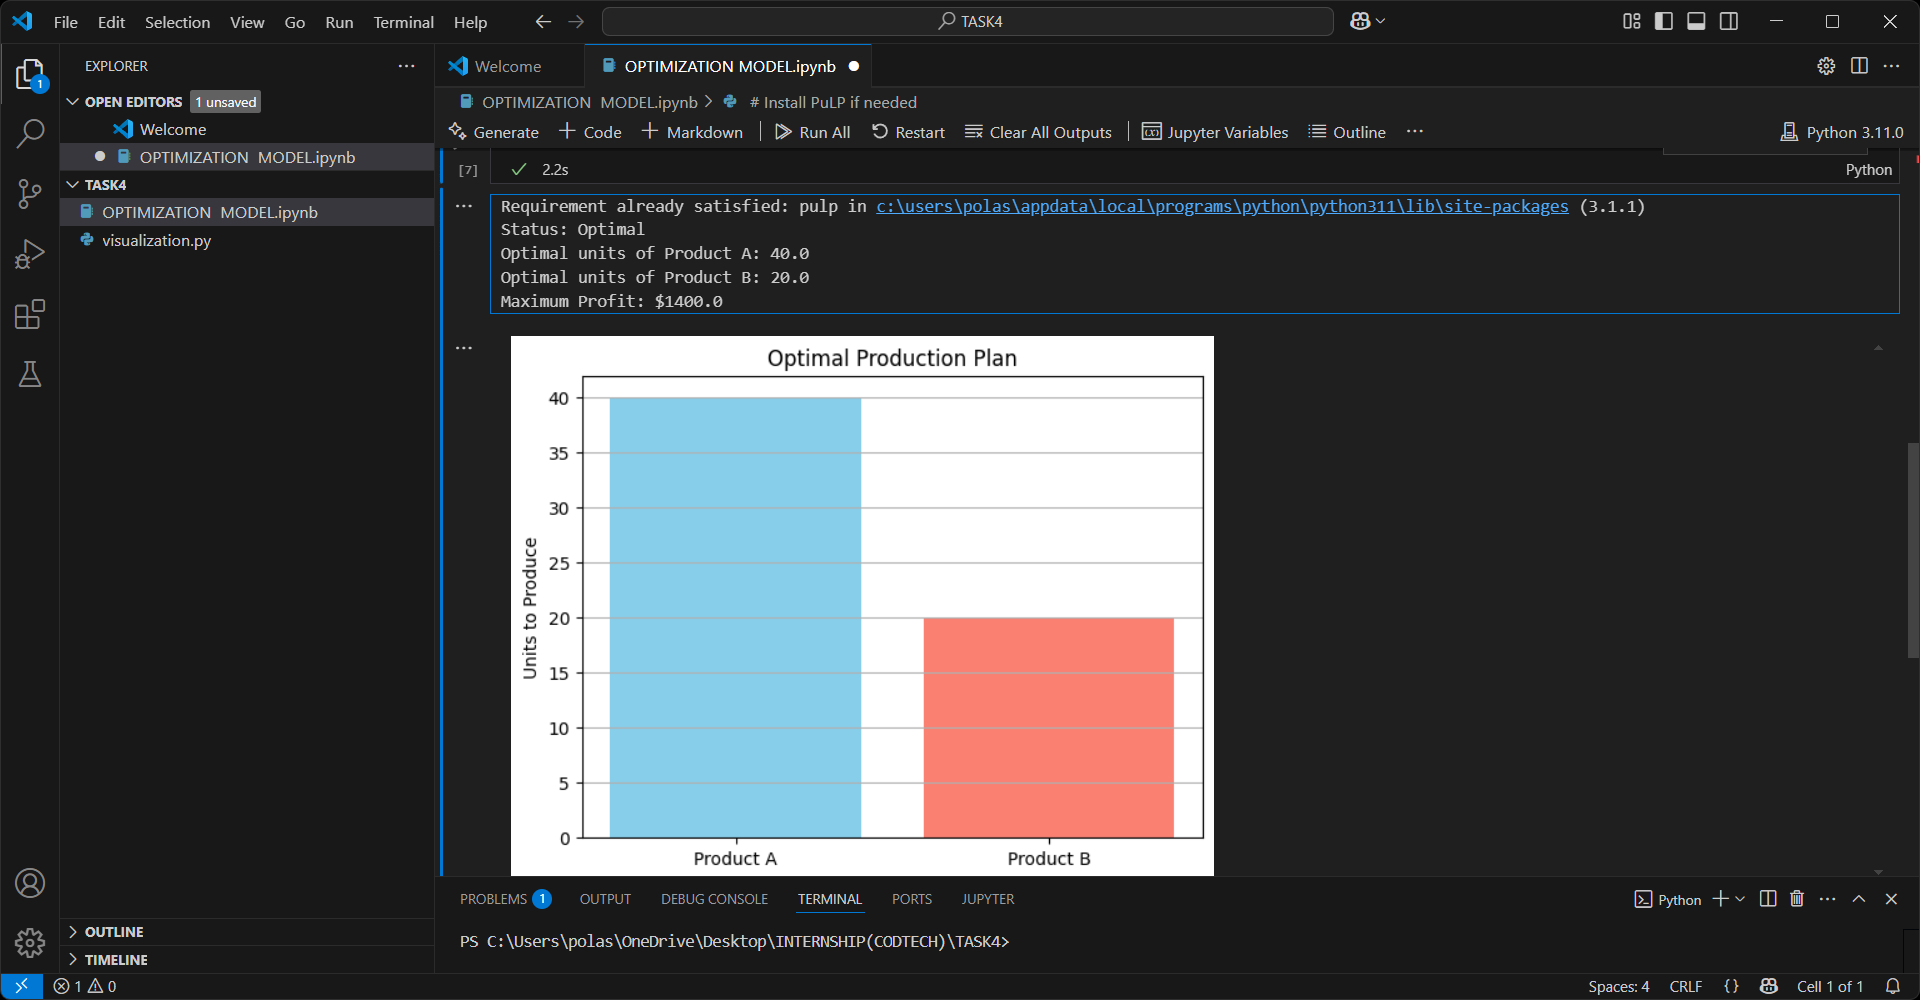 File Edit Selection View Go Run Terminal Help
TASK4
EXPLORER
OPEN EDITORS 1 unsaved
Welcome
OPTIMIZATION MODEL.ipynb
TASK4
OPTIMIZATION MODEL.ipynb
visualization.py
OUTLINE
TIMELINE
1
Welcome
OPTIMIZATION MODEL.ipynb
OPTIMIZATION MODEL.ipynb > # Install PuLP if needed
Generate + Code + Markdown Run All Restart Clear All Outputs Jupyter Variables Outline ... Python 3.11.0
[7] 2.2s Python
Requirement already satisfied: pulp in c:\users\polas\appdata\local\programs\python\python311\lib\site-packages (3.1.1)
Status: Optimal
Optimal units of Product A: 40.0
Optimal units of Product B: 20.0
Maximum Profit: $1400.0
Optimal Production Plan
Units to Produce
40
35
30
25
20
15
10
5
0
Product A Product B
PROBLEMS 1 OUTPUT DEBUG CONSOLE TERMINAL PORTS JUPYTER Python
PS C:\Users\polas\OneDrive\Desktop\INTERNSHIP(CODTECH)\TASK4>
1 0 Spaces: 4 CRLF {} Cell 1 of 1